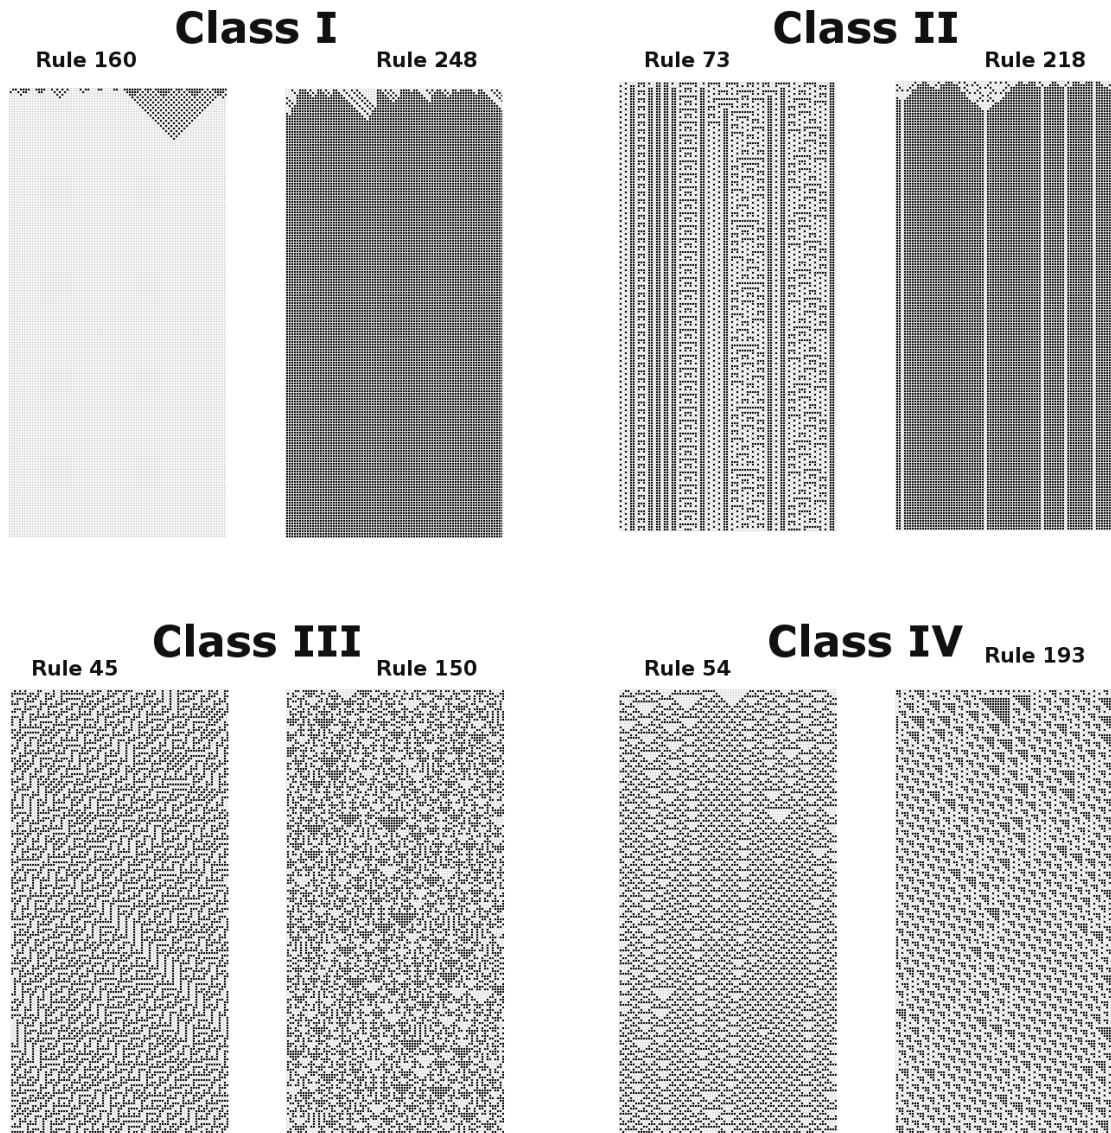 Class I
Rule 160
Rule 248
Class II
Rule 73
Rule 218
Class III
Rule 45
Rule 150
Class IV
Rule 54
Rule 193